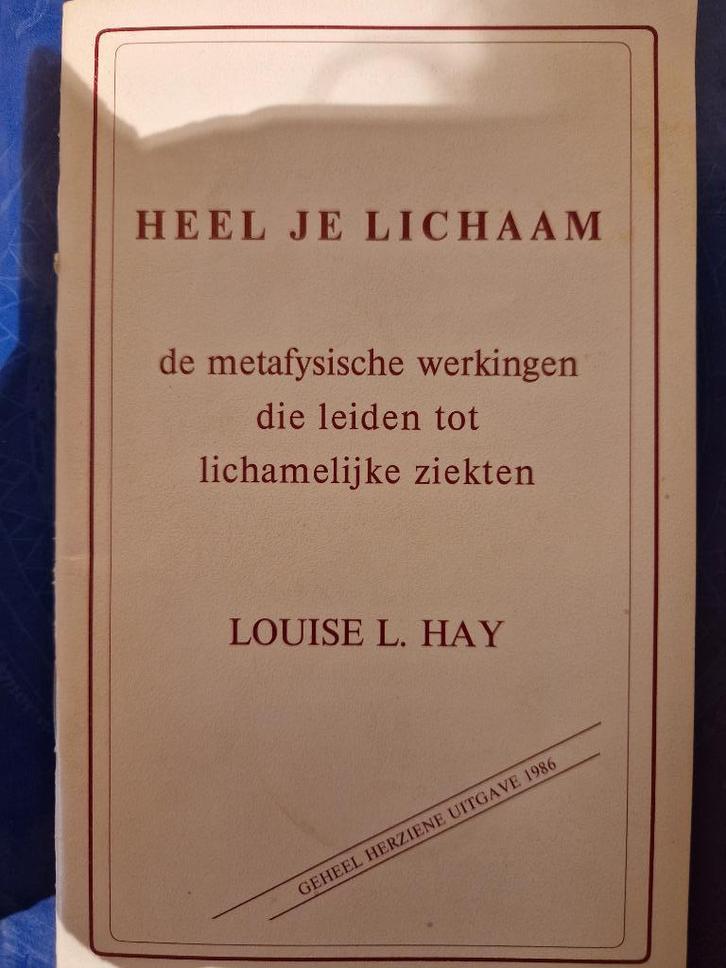 HEEL JE LICHAAM
de metafysische werkingen
die leiden tot
lichamelijke ziekten
LOUISE L. HAY
GEHEEL HERZIENE UITGAVE 1986